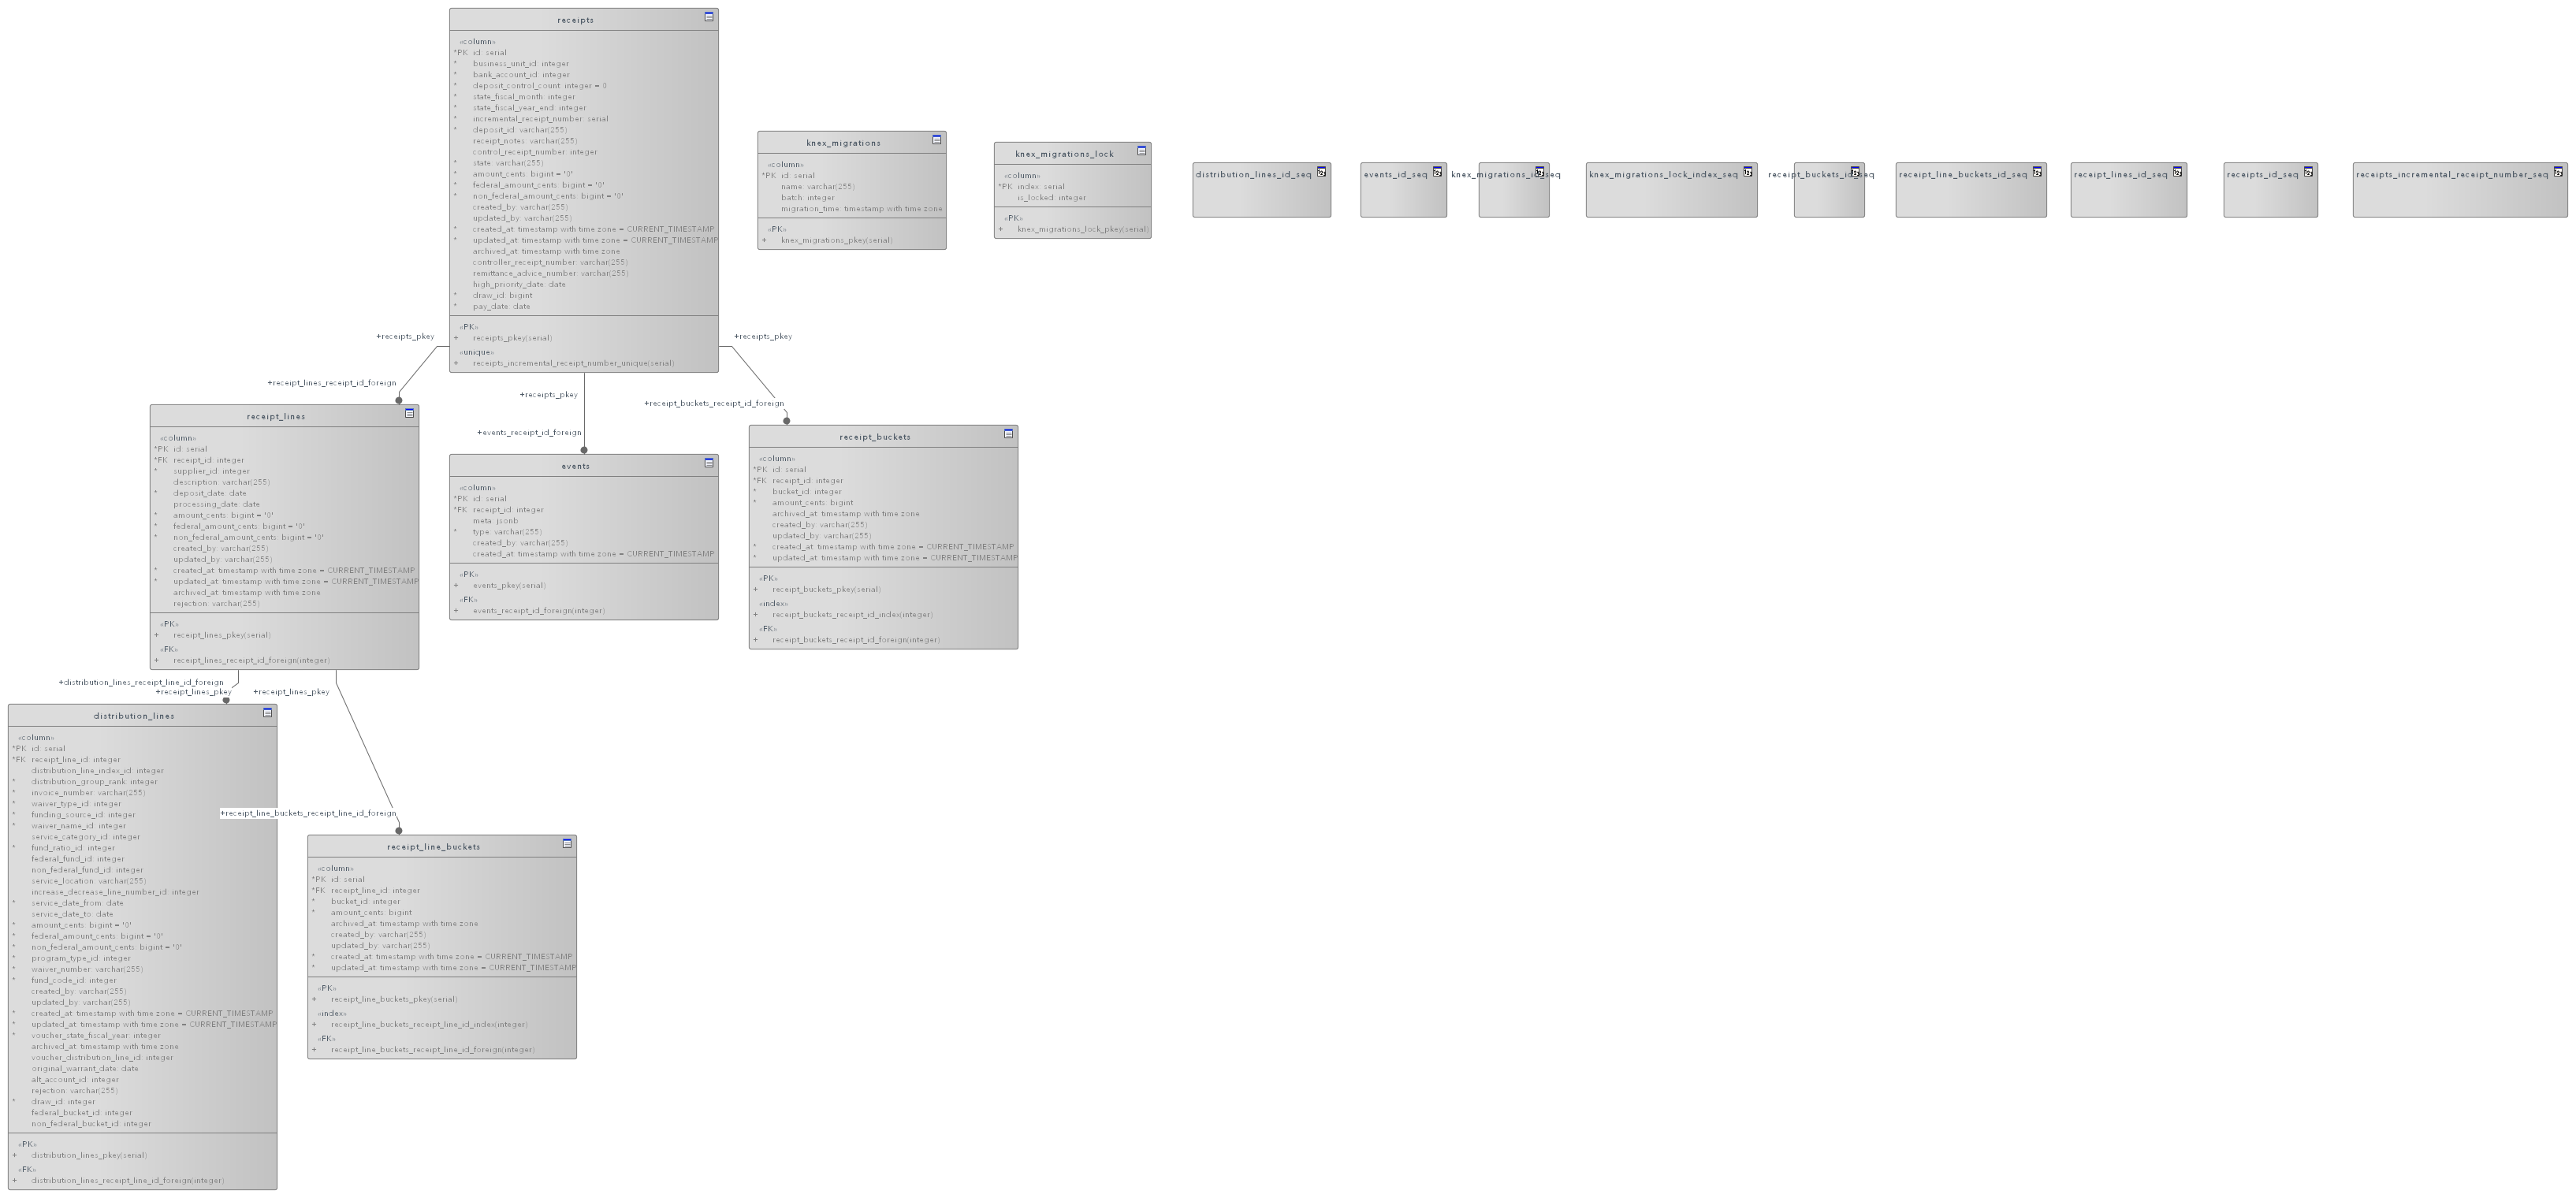 receipts
«column»
*PK id: serial
* business_unit_id: integer
* bank_account_id: integer
* deposit_control_count: integer = 0
* state_fiscal_month: integer
* state_fiscal_year_end: integer
* incremental_receipt_number: serial
* deposit_id: varchar(255)
receipt_notes: varchar(255)
control_receipt_number: integer
* state: varchar(255)
* amount_cents: bigint = '0'
* federal_amount_cents: bigint = '0'
* non_federal_amount_cents: bigint = '0'
created_by: varchar(255)
updated_by: varchar(255)
* created_at: timestamp with time zone = CURRENT_TIMESTAMP
* updated_at: timestamp with time zone = CURRENT_TIMESTAMP
archived_at: timestamp with time zone
controller_receipt_number: varchar(255)
remittance_advice_number: varchar(255)
high_priority_date: date
* draw_id: bigint
* pay_date: date
«PK»
+ receipts_pkey(serial)
«unique»
+ receipts_incremental_receipt_number_unique(serial)
knex_migrations
«column»
*PK id: serial
name: varchar(255)
batch: integer
migration_time: timestamp with time zone
«PK»
+ knex_migrations_pkey(serial)
knex_migrations_lock
«column»
*PK index: serial
is_locked: integer
«PK»
+ knex_migrations_lock_pkey(serial)
distribution_lines_id_seq
events_id_seq
knex_migrations_id_seq
knex_migrations_lock_index_seq
receipt_buckets_id_seq
receipt_line_buckets_id_seq
receipt_lines_id_seq
receipts_id_seq
receipts_incremental_receipt_number_seq
+receipts_pkey
+receipt_lines_receipt_id_foreign
+receipts_pkey
+events_receipt_id_foreign
+receipts_pkey
+receipt_buckets_receipt_id_foreign
receipt_lines
«column»
*PK id: serial
*FK receipt_id: integer
* supplier_id: integer
description: varchar(255)
* deposit_date: date
processing_date: date
* amount_cents: bigint = '0'
* federal_amount_cents: bigint = '0'
* non_federal_amount_cents: bigint = '0'
created_by: varchar(255)
updated_by: varchar(255)
* created_at: timestamp with time zone = CURRENT_TIMESTAMP
* updated_at: timestamp with time zone = CURRENT_TIMESTAMP
archived_at: timestamp with time zone
rejection: varchar(255)
«PK»
+ receipt_lines_pkey(serial)
«FK»
+ receipt_lines_receipt_id_foreign(integer)
events
«column»
*PK id: serial
*FK receipt_id: integer
meta: jsonb
* type: varchar(255)
created_by: varchar(255)
created_at: timestamp with time zone = CURRENT_TIMESTAMP
«PK»
+ events_pkey(serial)
«FK»
+ events_receipt_id_foreign(integer)
receipt_buckets
«column»
*PK id: serial
*FK receipt_id: integer
* bucket_id: integer
* amount_cents: bigint
archived_at: timestamp with time zone
created_by: varchar(255)
updated_by: varchar(255)
* created_at: timestamp with time zone = CURRENT_TIMESTAMP
* updated_at: timestamp with time zone = CURRENT_TIMESTAMP
«PK»
+ receipt_buckets_pkey(serial)
«index»
+ receipt_buckets_receipt_id_index(integer)
«FK»
+ receipt_buckets_receipt_id_foreign(integer)
+distribution_lines_receipt_line_id_foreign
+receipt_lines_pkey
+receipt_lines_pkey
+receipt_line_buckets_receipt_line_id_foreign
distribution_lines
«column»
*PK id: serial
*FK receipt_line_id: integer
distribution_line_index_id: integer
* distribution_group_rank: integer
* invoice_number: varchar(255)
* waiver_type_id: integer
* funding_source_id: integer
* waiver_name_id: integer
service_category_id: integer
* fund_ratio_id: integer
federal_fund_id: integer
non_federal_fund_id: integer
service_location: varchar(255)
increase_decrease_line_number_id: integer
* service_date_from: date
service_date_to: date
* amount_cents: bigint = '0'
* federal_amount_cents: bigint = '0'
* non_federal_amount_cents: bigint = '0'
* program_type_id: integer
* waiver_number: varchar(255)
* fund_code_id: integer
created_by: varchar(255)
updated_by: varchar(255)
* created_at: timestamp with time zone = CURRENT_TIMESTAMP
* updated_at: timestamp with time zone = CURRENT_TIMESTAMP
* voucher_state_fiscal_year: integer
archived_at: timestamp with time zone
voucher_distribution_line_id: integer
original_warrant_date: date
alt_account_id: integer
rejection: varchar(255)
* draw_id: integer
federal_bucket_id: integer
non_federal_bucket_id: integer
«PK»
+ distribution_lines_pkey(serial)
«FK»
+ distribution_lines_receipt_line_id_foreign(integer)
receipt_line_buckets
«column»
*PK id: serial
*FK receipt_line_id: integer
* bucket_id: integer
* amount_cents: bigint
archived_at: timestamp with time zone
created_by: varchar(255)
updated_by: varchar(255)
* created_at: timestamp with time zone = CURRENT_TIMESTAMP
* updated_at: timestamp with time zone = CURRENT_TIMESTAMP
«PK»
+ receipt_line_buckets_pkey(serial)
«index»
+ receipt_line_buckets_receipt_line_id_index(integer)
«FK»
+ receipt_line_buckets_receipt_line_id_foreign(integer)